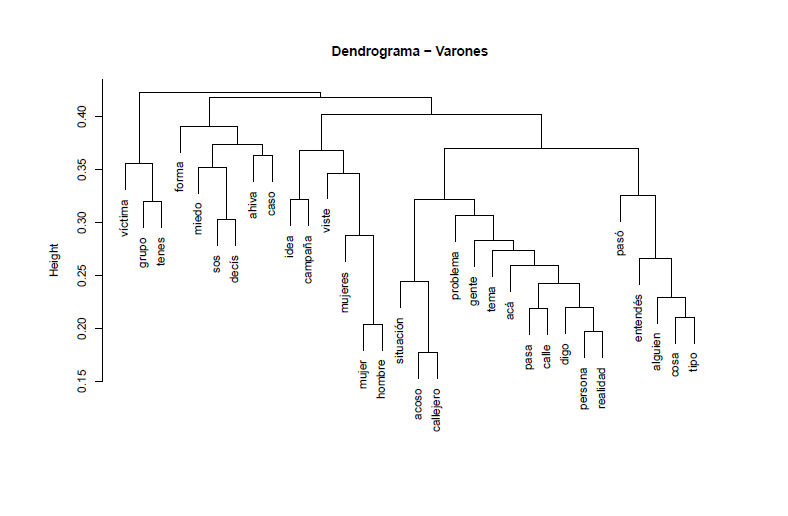 Dendrograma − Varones
Height
0.40
0.35
0.30
0.25
0.20
0.15
víctima
grupo
tenes
forma
miedo
sos
decís
ahiva
caso
idea
campaña
viste
mujeres
mujer
hombre
situación
acoso
callejero
problema
gente
tema
acá
pasa
calle
digo
persona
realidad
pasó
entendés
alguien
cosa
tipo